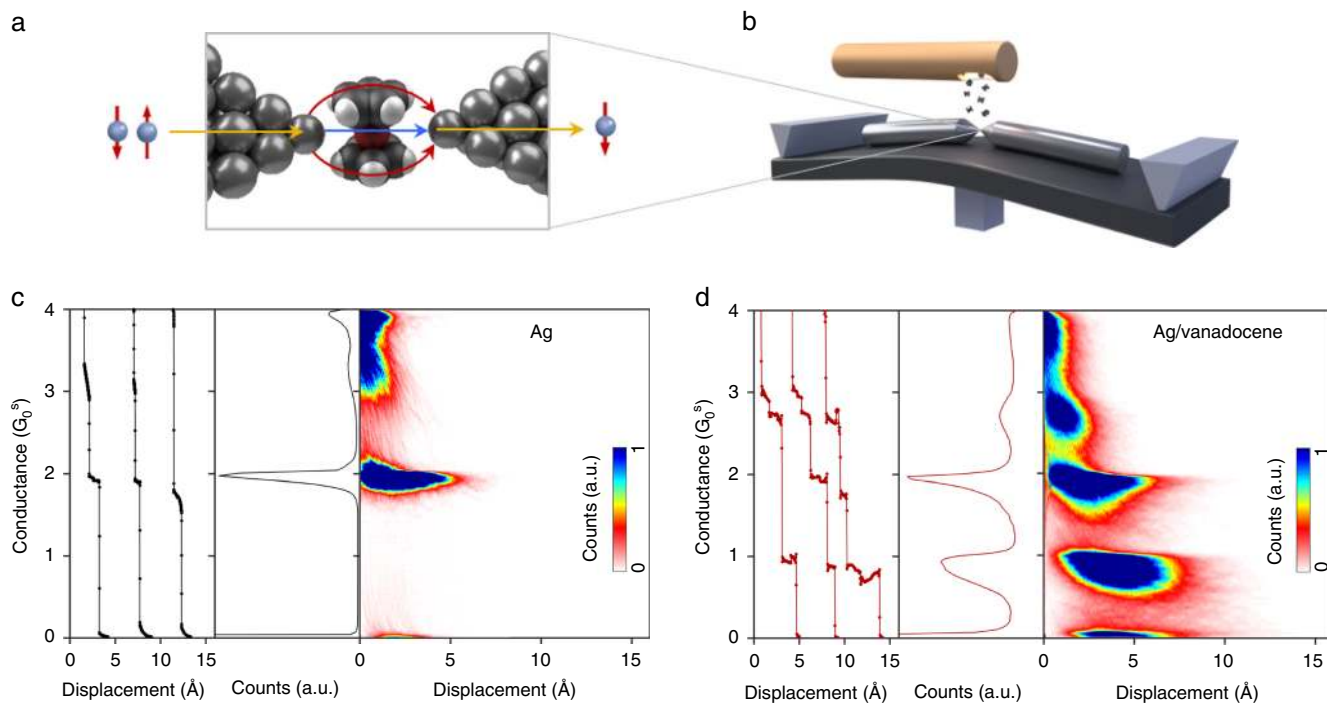 a
b
c
4
3
2
1
0
Conductance (G₀ˢ)
0 5 10 15
Displacement (Å)
Counts (a.u.)
Ag
Counts (a.u.)
1
0
0 5 10 15
Displacement (Å)
d
4
3
2
1
0
Conductance (G₀ˢ)
0 5 10 15
Displacement (Å)
Counts (a.u.)
Ag/vanadocene
Counts (a.u.)
1
0
0 5 10 15
Displacement (Å)